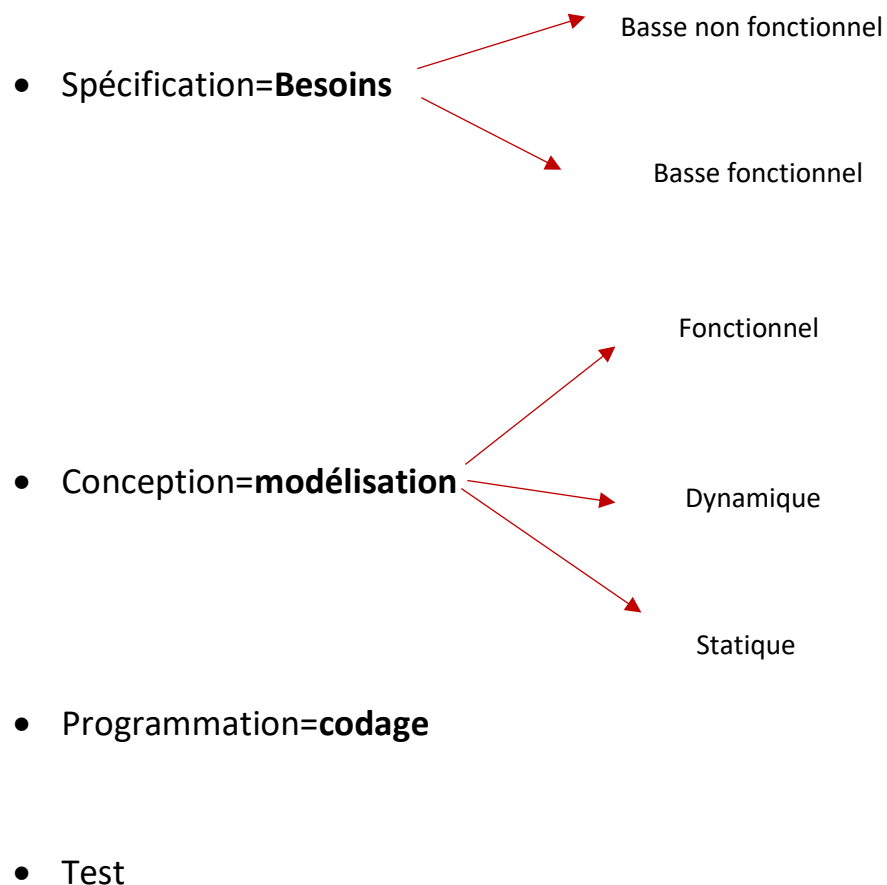 Basse non fonctionnel
• Spécification=Besoins
Basse fonctionnel
Fonctionnel
• Conception=modélisation
Dynamique
Statique
• Programmation=codage
• Test